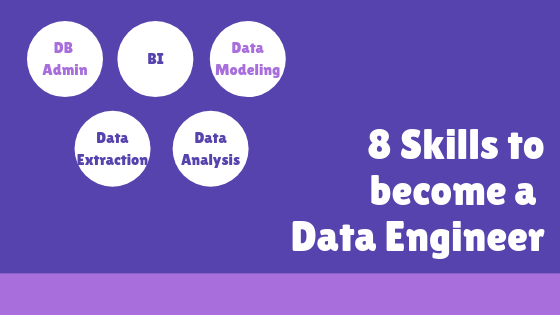 DB
Admin
BI
Data
Modeling
Data
Extraction
Data
Analysis
8 Skills to
become a
Data Engineer